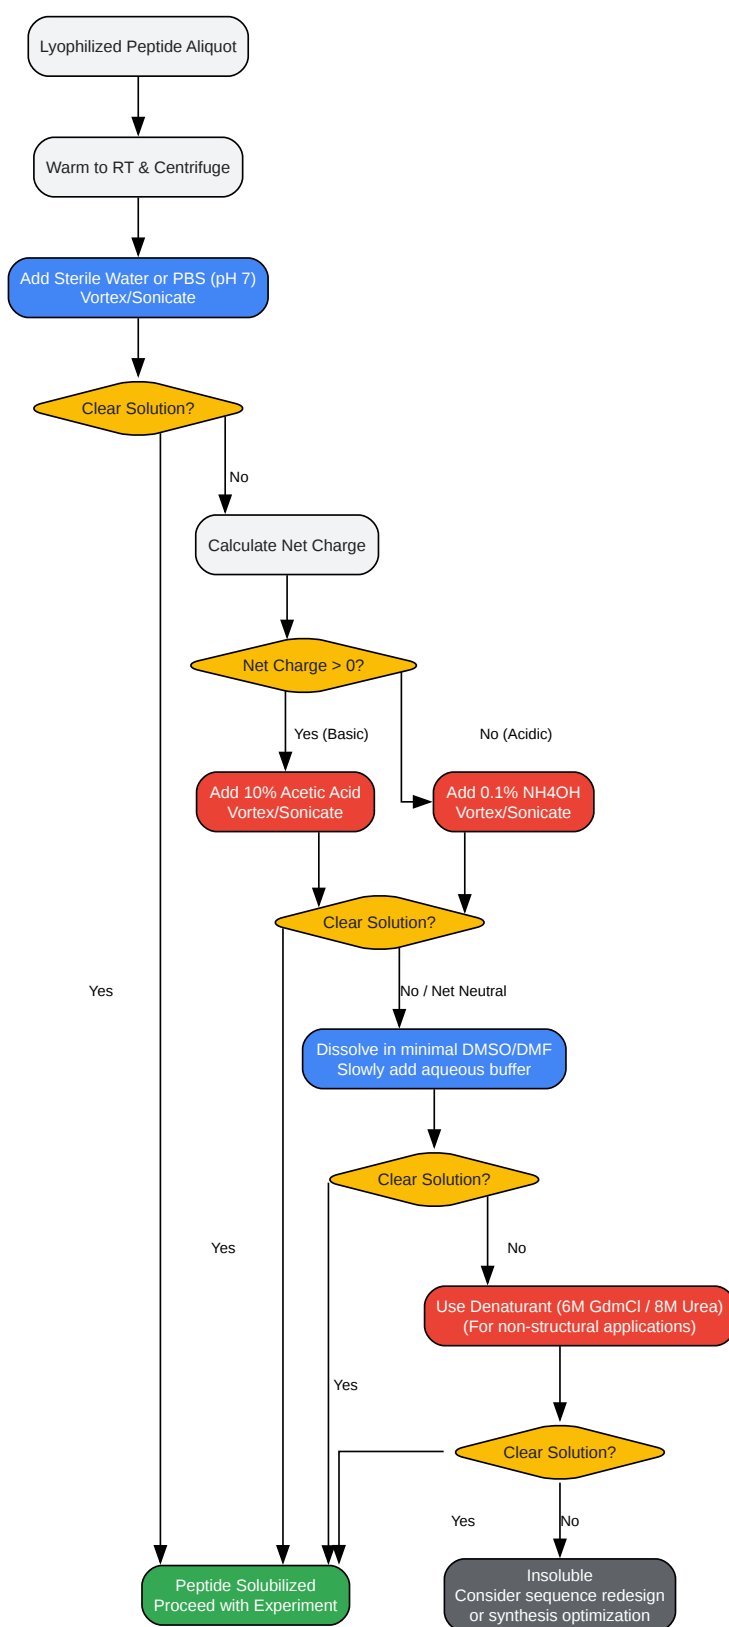 Lyophilized Peptide Aliquot
Warm to RT & Centrifuge
Add Sterile Water or PBS (pH 7)
Vortex/Sonicate
Clear Solution?
No
Calculate Net Charge
Net Charge > 0?
Yes (Basic)
No (Acidic)
Add 10% Acetic Acid
Vortex/Sonicate
Add 0.1% NH4OH
Vortex/Sonicate
Clear Solution?
Yes
No / Net Neutral
Dissolve in minimal DMSO/DMF
Slowly add aqueous buffer
Clear Solution?
Yes
No
Use Denaturant (6M GdmCl / 8M Urea)
(For non-structural applications)
Yes
Clear Solution?
Yes
No
Peptide Solubilized
Proceed with Experiment
Insoluble
Consider sequence redesign
or synthesis optimization